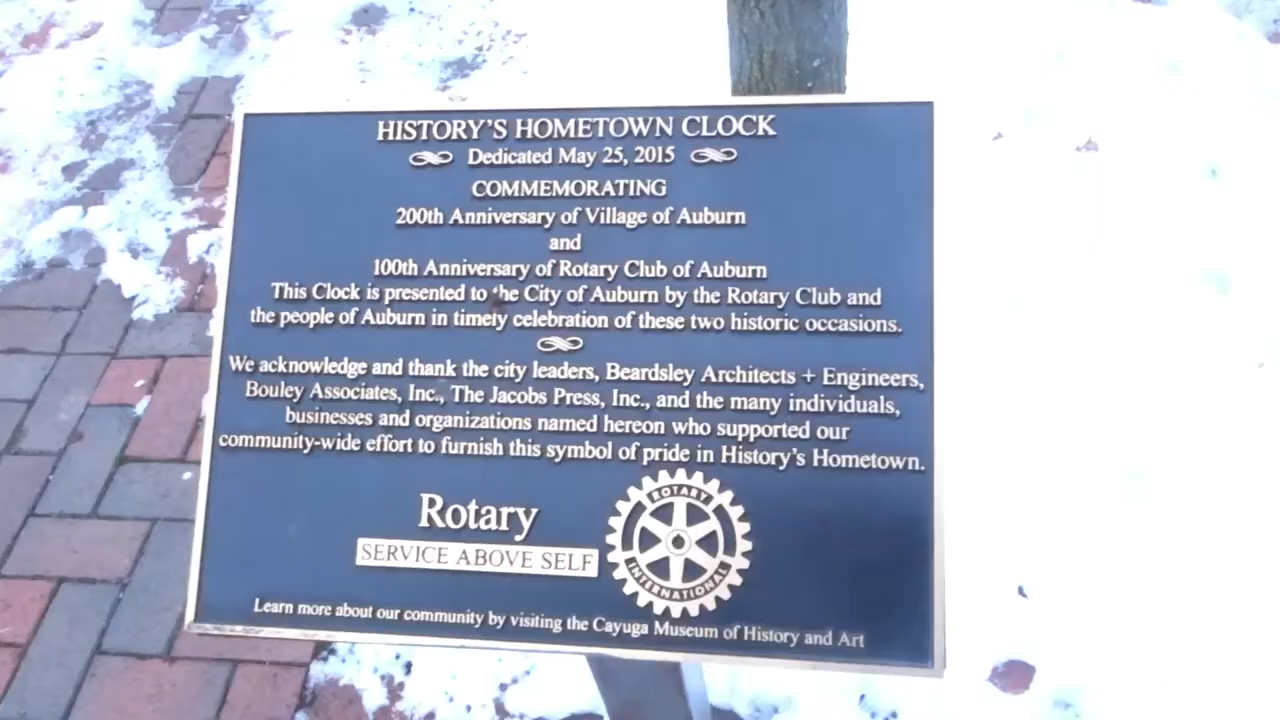 HISTORY'S HOMETOWN CLOCK
Dedicated May 25, 2015
COMMEMORATING
200th Anniversary of Village of Auburn
and
100th Anniversary of Rotary Club of Auburn
This Clock is presented to the City of Auburn by the Rotary Club and
the people of Auburn in timely celebration of these two historic occasions.
We acknowledge and thank the city leaders, Beardsley Architects + Engineers,
Bouley Associates, Inc., The Jacobs Press, Inc., and the many individuals,
businesses and organizations named hereon who supported our
community-wide effort to furnish this symbol of pride in History's Hometown.
Rotary
SERVICE ABOVE SELF
ROTARY
INTERNATIONAL
Learn more about our community by visiting the Cayuga Museum of History and Art